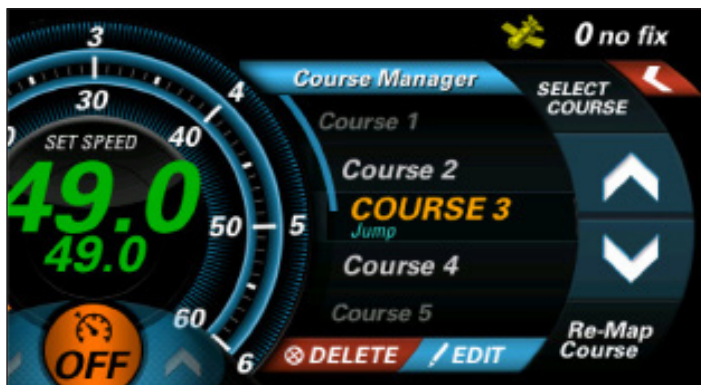 0 no fix
Course Manager
SELECT
COURSE
Course 1
Course 2
COURSE 3
Jump
Course 4
Course 5
DELETE
EDIT
Re-Map
Course
3
4
5
6
30
40
50
60
SET SPEED
49.0
49.0
OFF